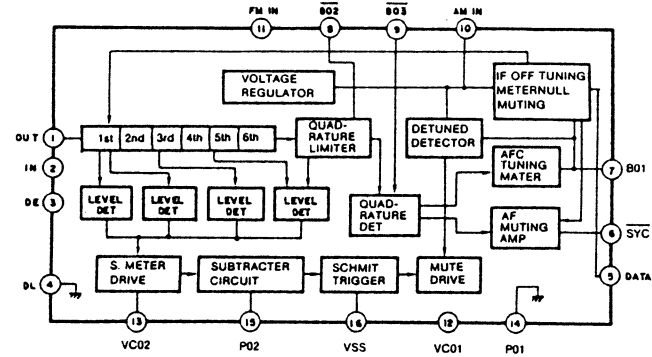 FM IN
BO2
BO3
AM IN
11
8
9
10
VOLTAGE
REGULATOR
IF OFF TUNING
METERNULL
MUTING
OUT
1
1st
2nd
3rd
4th
5th
6th
QUAD-
RATURE
LIMITER
DETUNED
DETECTOR
IN
2
AFC
TUNING
MATER
7
BO1
DE
3
LEVEL
DET
LEVEL
DET
LEVEL
DET
LEVEL
DET
QUAD-
RATURE
DET
AF
MUTING
AMP
6
SYC
DL
4
S. METER
DRIVE
SUBTRACTER
CIRCUIT
SCHMIT
TRIGGER
MUTE
DRIVE
5
DATA
13
15
16
12
14
VC02
P02
VSS
VC01
P01